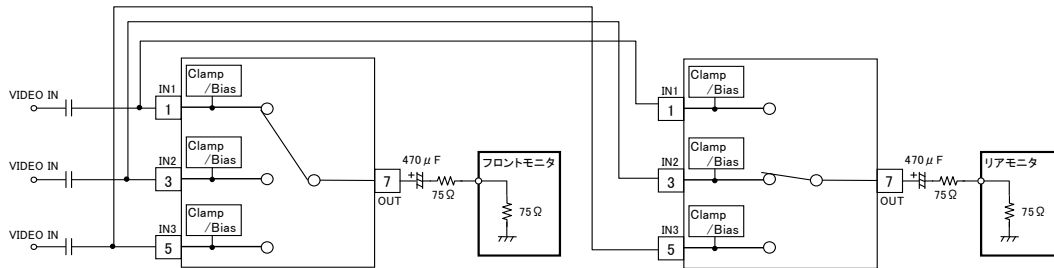 VIDEO IN
IN1
1
Clamp
/Bias
VIDEO IN
IN2
3
Clamp
/Bias
VIDEO IN
IN3
5
Clamp
/Bias
7
OUT
470μF
+
75Ω
フロントモニタ
75Ω
IN1
1
Clamp
/Bias
IN2
3
Clamp
/Bias
IN3
5
Clamp
/Bias
7
OUT
470μF
+
75Ω
リアモニタ
75Ω